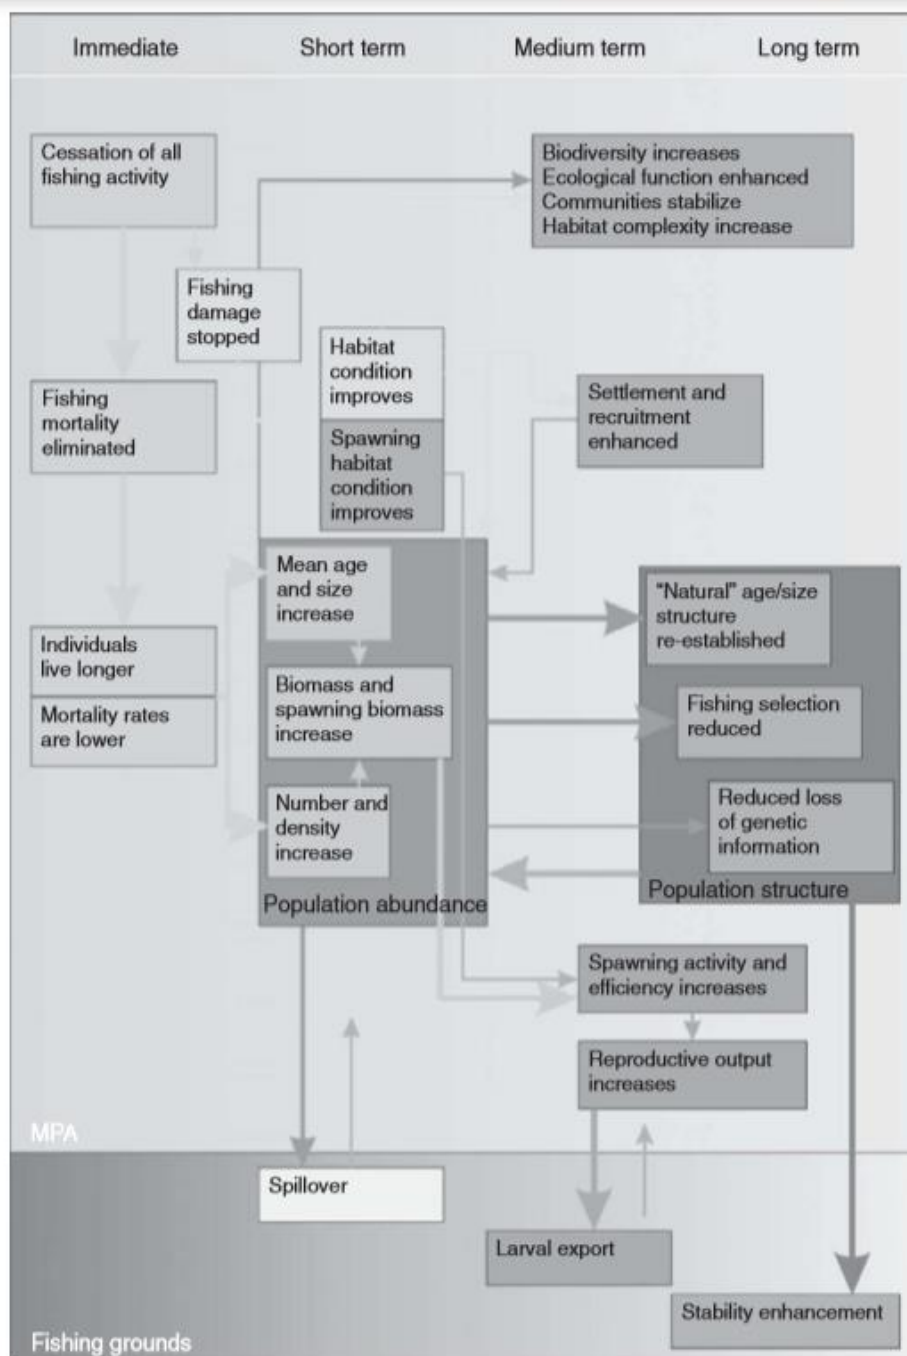 Immediate
Short term
Medium term
Long term
Cessation of all
fishing activity
Biodiversity increases
Ecological function enhanced
Communities stabilize
Habitat complexity increase
Fishing
damage
stopped
Habitat
condition
improves
Fishing
mortality
eliminated
Settlement and
recruitment
enhanced
Spawning
habitat
condition
improves
Mean age
and size
increase
"Natural" age/size
structure
re-established
Individuals
live longer
Biomass and
spawning biomass
increase
Mortality rates
are lower
Fishing selection
reduced
Number and
density
increase
Reduced loss
of genetic
information
Population abundance
Population structure
Spawning activity and
efficiency increases
Reproductive output
increases
MPA
Spillover
Larval export
Stability enhancement
Fishing grounds